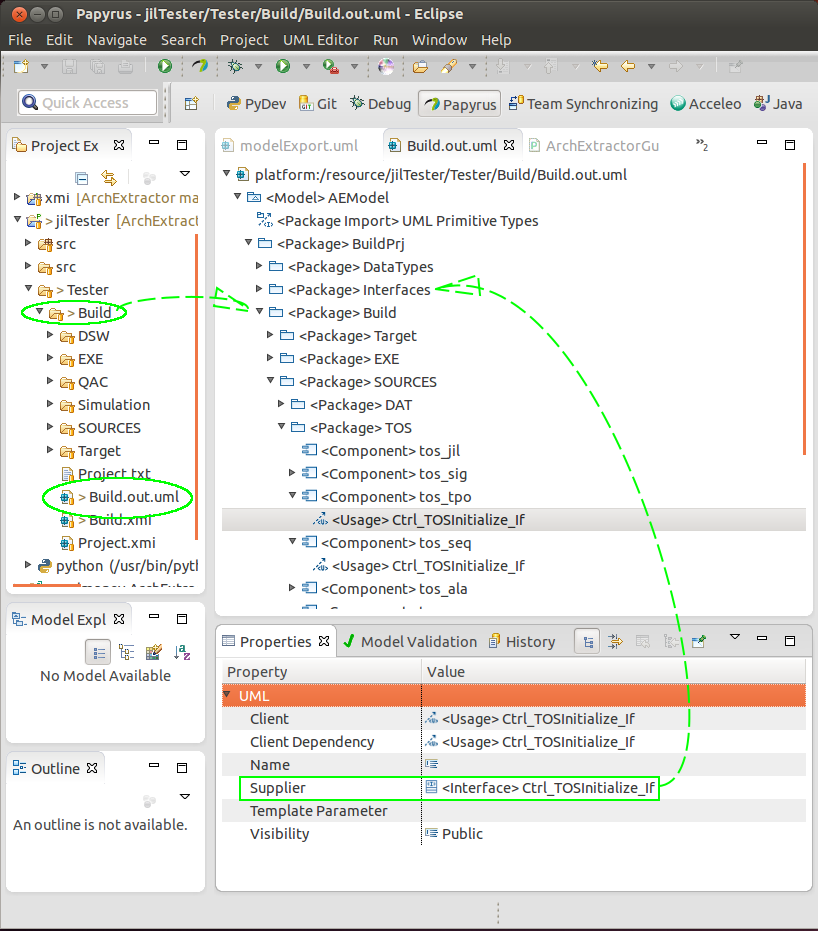 Papyrus - jilTester/Tester/Build/Build.out.uml - Eclipse
File Edit Navigate Search Project UML Editor Run Window Help
Quick Access PyDev Git Debug Papyrus Team Synchronizing Acceleo Java
Project Ex
xmi [ArchExtractor ma
> jilTester [ArchExtract
src
src
> Tester
> Build
DSW
EXE
QAC
Simulation
SOURCES
Target
Project.txt
> Build.out.uml
> Build.xmi
Project.xmi
python (/usr/bin/pyth
modelExport.uml Build.out.uml ArchExtractorGu »2
platform:/resource/jilTester/Tester/Build/Build.out.uml
<Model> AEModel
<Package Import> UML Primitive Types
<Package> BuildPrj
<Package> DataTypes
<Package> Interfaces
<Package> Build
<Package> Target
<Package> EXE
<Package> SOURCES
<Package> DAT
<Package> TOS
<Component> tos_jil
<Component> tos_sig
<Component> tos_tpo
<Usage> Ctrl_TOSInitialize_If
<Component> tos_seq
<Usage> Ctrl_TOSInitialize_If
<Component> tos_ala
Model Expl
No Model Available
Outline
An outline is not available.
Properties Model Validation History
Property Value
UML
Client <Usage> Ctrl_TOSInitialize_If
Client Dependency <Usage> Ctrl_TOSInitialize_If
Name
Supplier <Interface> Ctrl_TOSInitialize_If
Template Parameter
Visibility Public